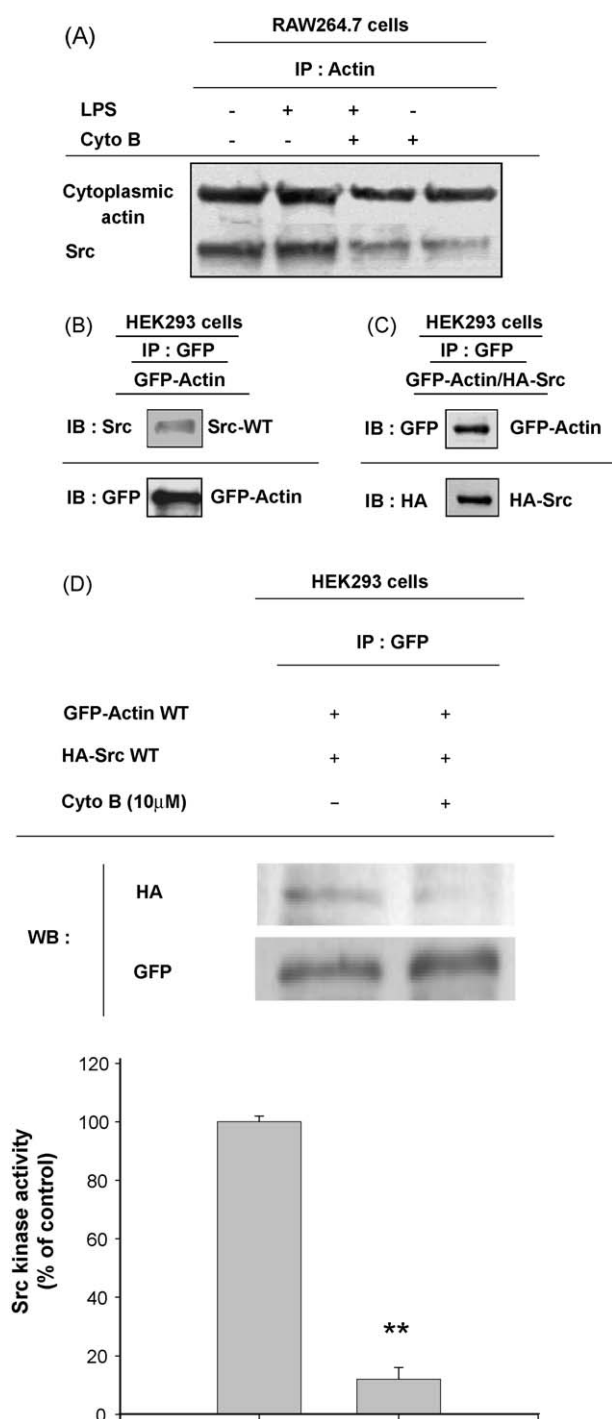 (A)
RAW264.7 cells
IP : Actin
LPS - + + -
Cyto B - - + +
Cytoplasmic
actin
Src
(B)
HEK293 cells
IP : GFP
GFP-Actin
IB : Src Src-WT
IB : GFP GFP-Actin
(C)
HEK293 cells
IP : GFP
GFP-Actin/HA-Src
IB : GFP GFP-Actin
IB : HA HA-Src
(D)
HEK293 cells
IP : GFP
GFP-Actin WT + +
HA-Src WT + +
Cyto B (10μM) – +
WB :
HA
GFP
Src kinase activity
(% of control)
120
100
80
60
40
20
0
**